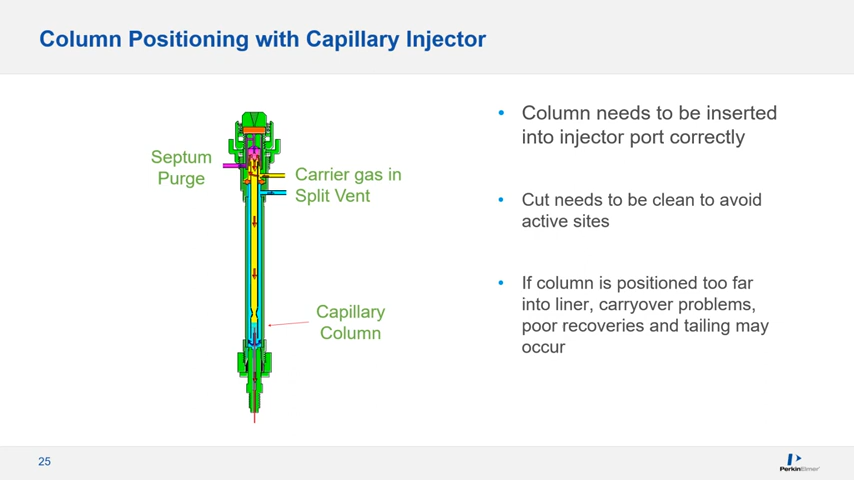 Column Positioning with Capillary Injector
Septum
Purge
Carrier gas in
Split Vent
Capillary
Column
• Column needs to be inserted
into injector port correctly
• Cut needs to be clean to avoid
active sites
• If column is positioned too far
into liner, carryover problems,
poor recoveries and tailing may
occur
25
PerkinElmer